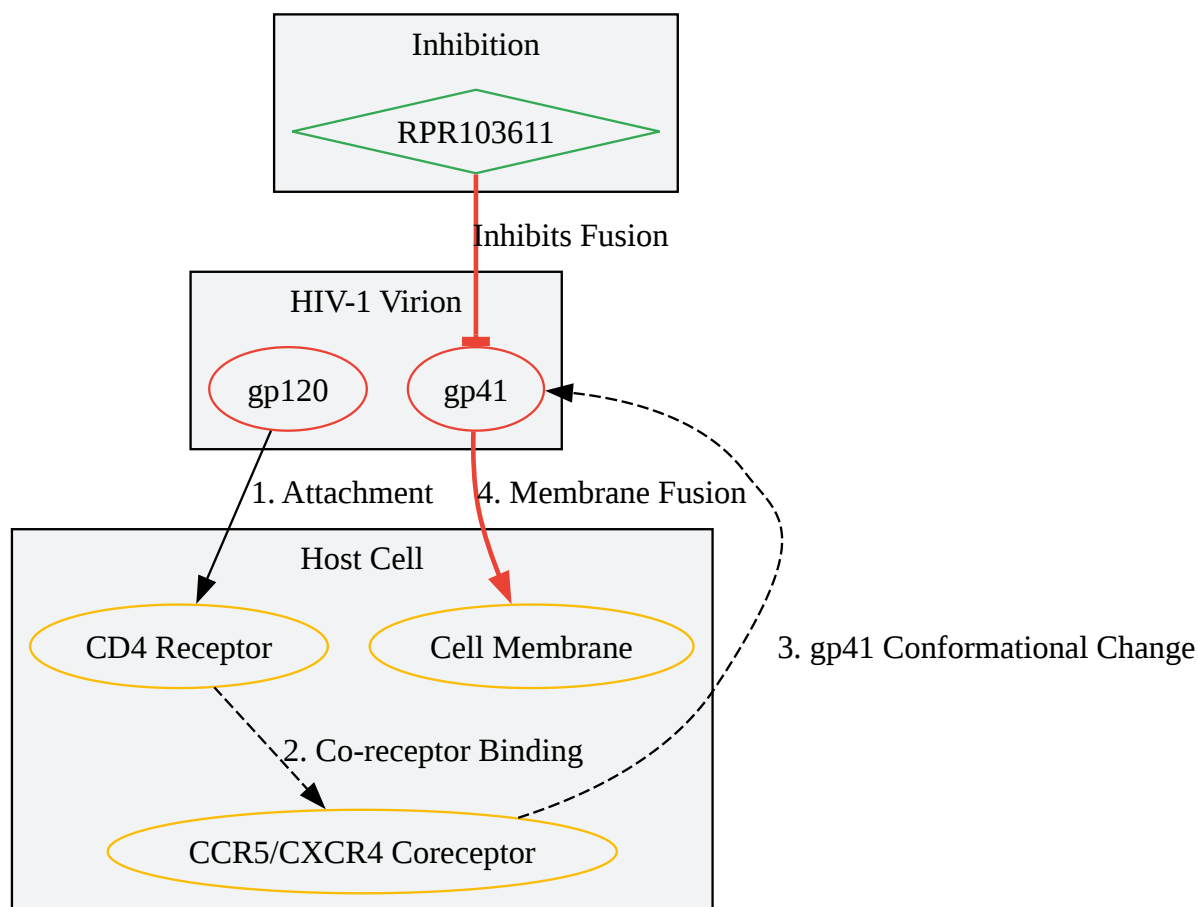 Inhibition
RPR103611
Inhibits Fusion
HIV-1 Virion
gp120
gp41
1. Attachment
4. Membrane Fusion
Host Cell
CD4 Receptor
Cell Membrane
3. gp41 Conformational Change
2. Co-receptor Binding
CCR5/CXCR4 Coreceptor